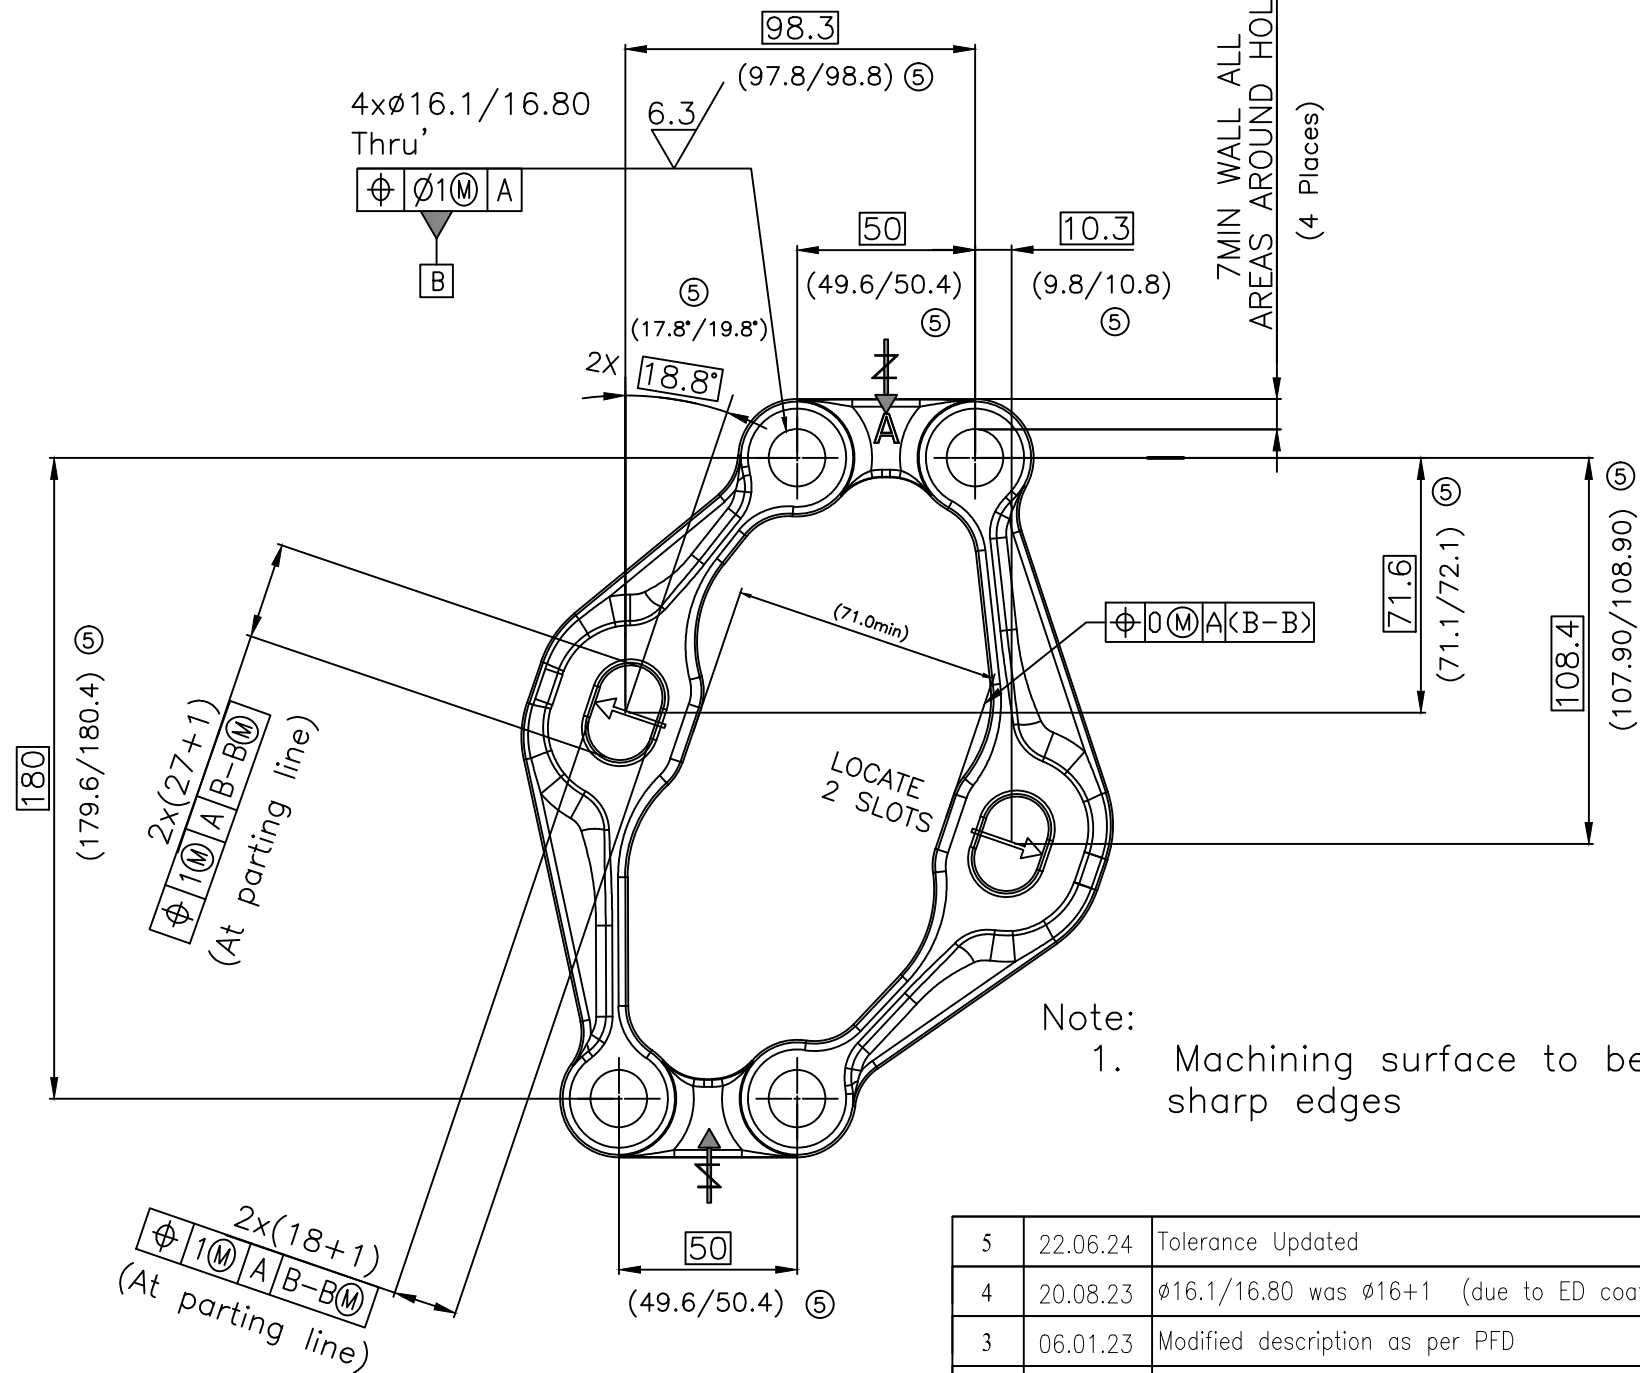 98.3
(97.8/98.8) ⑤
4xø16.1/16.80
Thru'
6.3
⌖ Ø1Ⓜ A
B
7MIN WALL ALL
AREAS AROUND HOL
(4 Places)
50
(49.6/50.4)
⑤
10.3
(9.8/10.8)
⑤
⑤
(17.8°/19.8°)
2X 18.8°
A
180
(179.6/180.4) ⑤
2x(27+1)
⌖ 1Ⓜ A B-BⓂ
(At parting line)
(71.0min)
⌖ 0Ⓜ A (B-B)
LOCATE
2 SLOTS
71.6
(71.1/72.1) ⑤
108.4
(107.90/108.90) ⑤
2x(18+1)
⌖ 1Ⓜ A B-BⓂ
(At parting line)
50
(49.6/50.4) ⑤
Note:
1. Machining surface to be
sharp edges
5 22.06.24 Tolerance Updated
4 20.08.23 ø16.1/16.80 was ø16+1 (due to ED coa
3 06.01.23 Modified description as per PFD